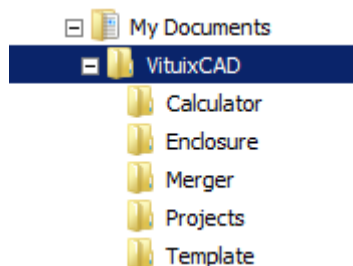 My Documents
VituixCAD
Calculator
Enclosure
Merger
Projects
Template